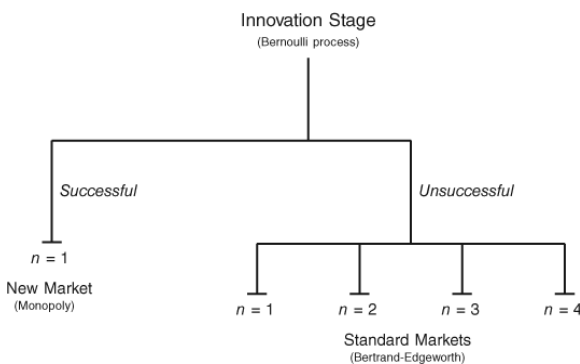 Innovation Stage
(Bernoulli process)
Successful
Unsuccessful
n = 1
New Market
(Monopoly)
n = 1 n = 2 n = 3 n = 4
Standard Markets
(Bertrand-Edgeworth)